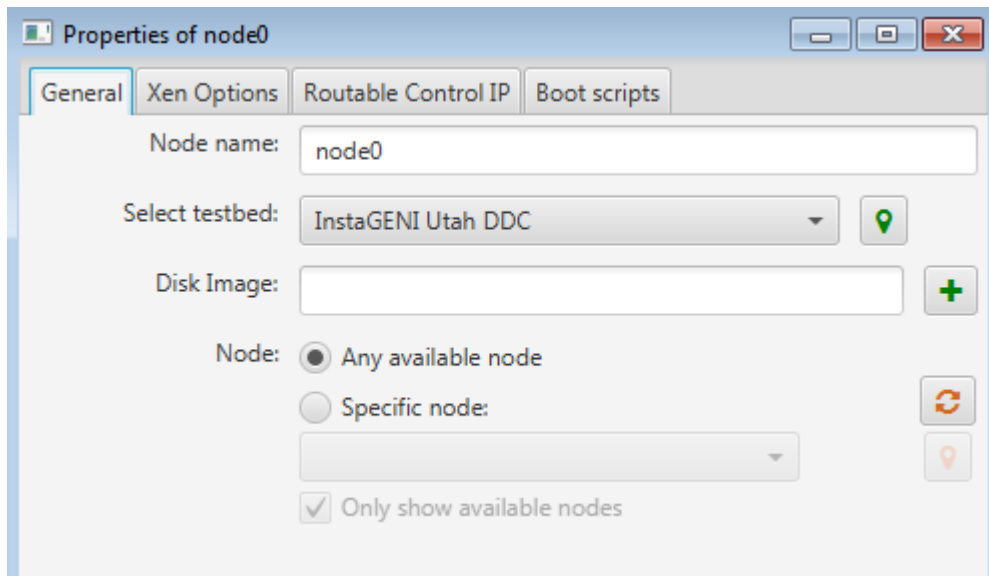 Properties of node0
General Xen Options Routable Control IP Boot scripts
Node name: node0
Select testbed: InstaGENI Utah DDC
Disk Image:
Node: Any available node
Specific node:
Only show available nodes